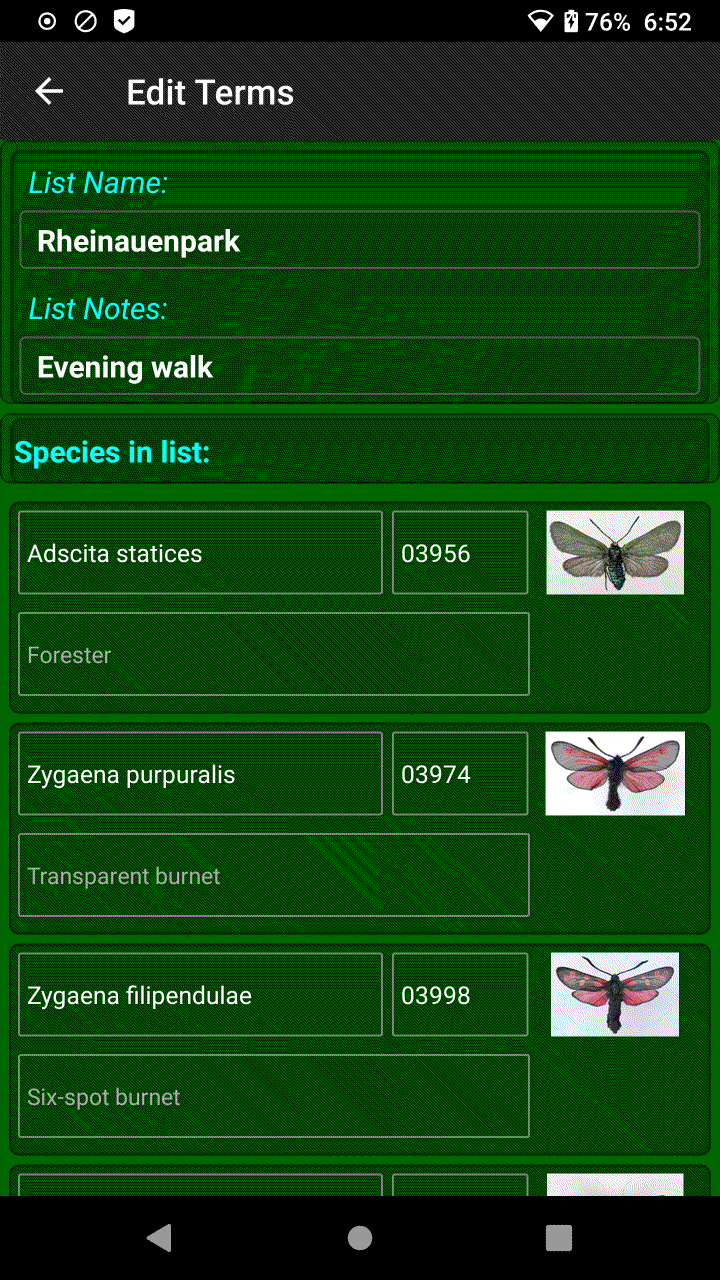 76% 6:52
Edit Terms
List Name:
Rheinauenpark
List Notes:
Evening walk
Species in list:
Adscita statices 03956
Forester
Zygaena purpuralis 03974
Transparent burnet
Zygaena filipendulae 03998
Six-spot burnet